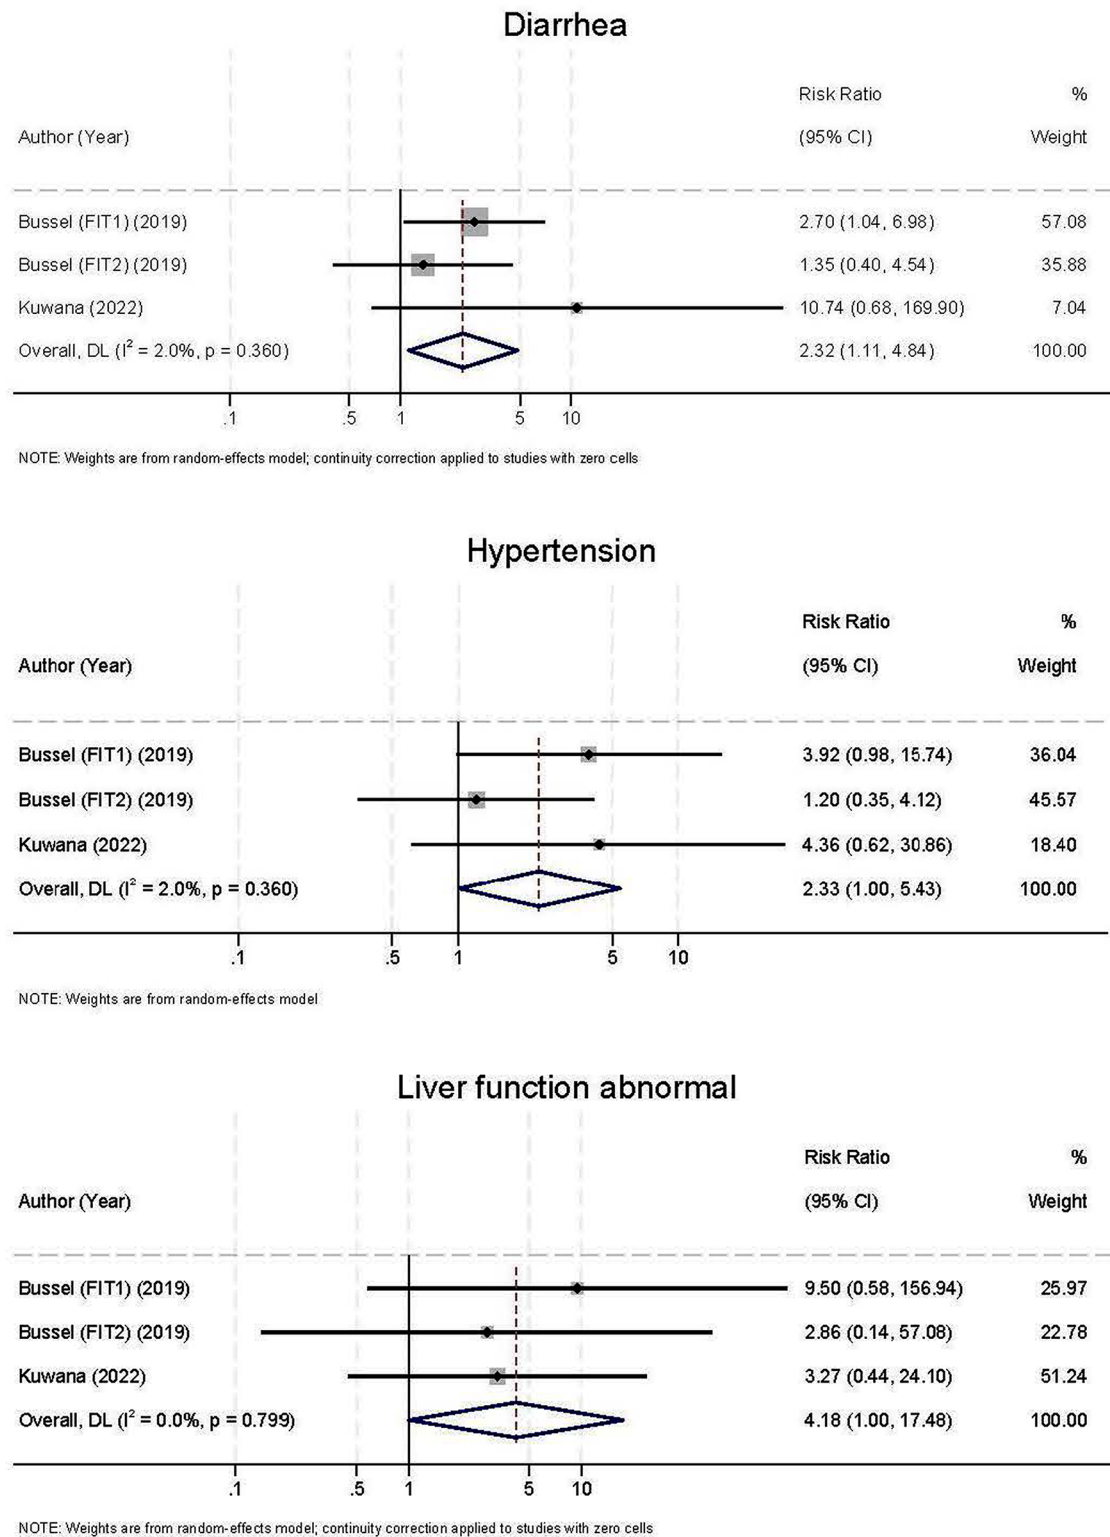 Diarrhea
Risk Ratio %
Author (Year) (95% CI) Weight
Bussel (FIT1) (2019) 2.70 (1.04, 6.98) 57.08
Bussel (FIT2) (2019) 1.35 (0.40, 4.54) 35.88
Kuwana (2022) 10.74 (0.68, 169.90) 7.04
Overall, DL (I² = 2.0%, p = 0.360) 2.32 (1.11, 4.84) 100.00
.1 .5 1 5 10
NOTE: Weights are from random-effects model; continuity correction applied to studies with zero cells
Hypertension
Risk Ratio %
Author (Year) (95% CI) Weight
Bussel (FIT1) (2019) 3.92 (0.98, 15.74) 36.04
Bussel (FIT2) (2019) 1.20 (0.35, 4.12) 45.57
Kuwana (2022) 4.36 (0.62, 30.86) 18.40
Overall, DL (I² = 2.0%, p = 0.360) 2.33 (1.00, 5.43) 100.00
.1 .5 1 5 10
NOTE: Weights are from random-effects model
Liver function abnormal
Risk Ratio %
Author (Year) (95% CI) Weight
Bussel (FIT1) (2019) 9.50 (0.58, 156.94) 25.97
Bussel (FIT2) (2019) 2.86 (0.14, 57.08) 22.78
Kuwana (2022) 3.27 (0.44, 24.10) 51.24
Overall, DL (I² = 0.0%, p = 0.799) 4.18 (1.00, 17.48) 100.00
.1 .5 1 5 10
NOTE: Weights are from random-effects model; continuity correction applied to studies with zero cells